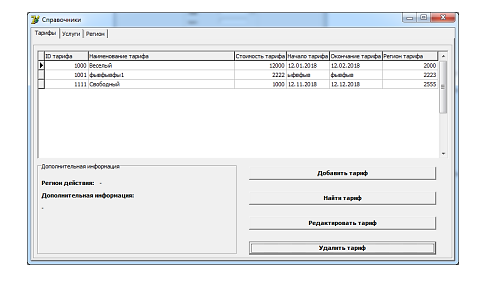 Справочники
Тарифы Услуги Регион
ID тарифа Наименование тарифа Стоимость тарифа Начало тарифа Окончание тарифа Регион тарифа
1000 Веселый 12000 12.01.2018 12.02.2018 2000
1001 фывфывфы1 2222 ыфвфыв фывфыв 2223
1111 Свободный 1000 12.11.2018 12.12.2018 2555
Дополнительная информация
Регион действия: -
Дополнительная информация:
-
Добавить тариф
Найти тариф
Редактировать тариф
Удалить тариф